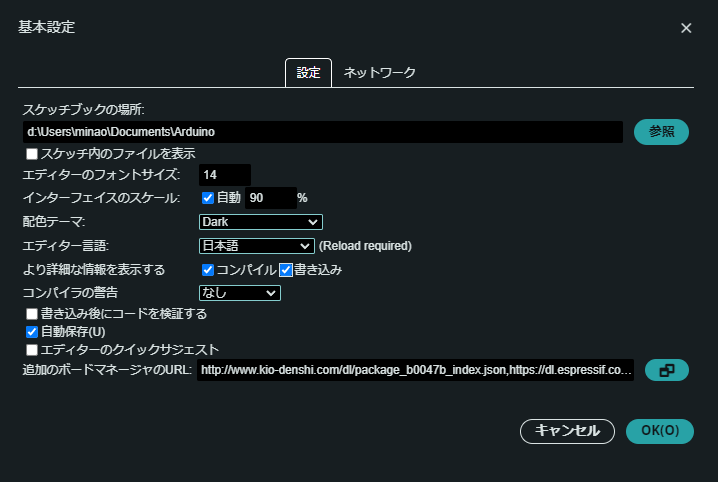 基本設定
設定 ネットワーク
スケッチブックの場所:
d:\Users\minao\Documents\Arduino 参照
スケッチ内のファイルを表示
エディターのフォントサイズ: 14
インターフェイスのスケール: 自動 90 %
配色テーマ: Dark
エディター言語: 日本語 (Reload required)
より詳細な情報を表示する コンパイル 書き込み
コンパイラの警告 なし
書き込み後にコードを検証する
自動保存(U)
エディターのクイックサジェスト
追加のボードマネージャのURL: http://www.kio-denshi.com/dl/package_b0047b_index.json,https://dl.espressif.co...
キャンセル OK(O)